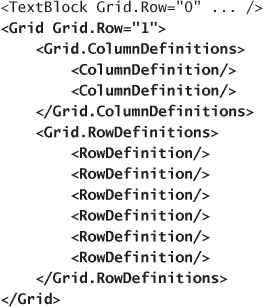 <TextBlock Grid.Row="0" ... />
<Grid Grid.Row="1">
    <Grid.ColumnDefinitions>
        <ColumnDefinition/>
        <ColumnDefinition/>
    </Grid.ColumnDefinitions>
    <Grid.RowDefinitions>
        <RowDefinition/>
        <RowDefinition/>
        <RowDefinition/>
        <RowDefinition/>
        <RowDefinition/>
        <RowDefinition/>
    </Grid.RowDefinitions>
</Grid>